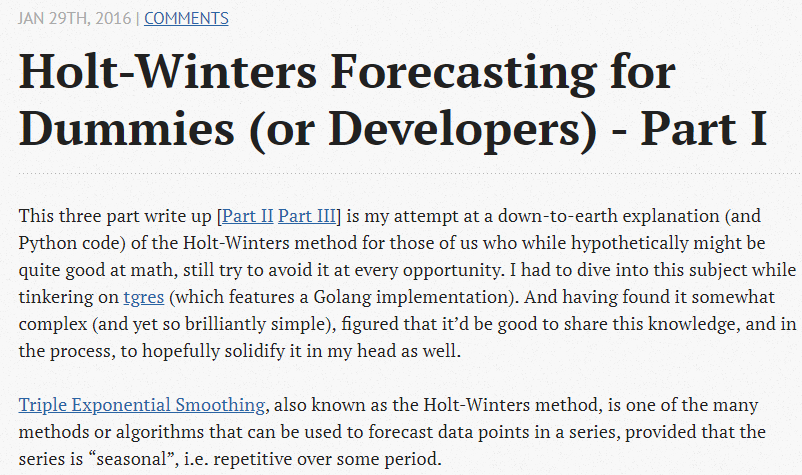 JAN 29TH, 2016 | COMMENTS
Holt-Winters Forecasting for
Dummies (or Developers) - Part I
This three part write up [Part II Part III] is my attempt at a down-to-earth explanation (and
Python code) of the Holt-Winters method for those of us who while hypothetically might be
quite good at math, still try to avoid it at every opportunity. I had to dive into this subject while
tinkering on tgres (which features a Golang implementation). And having found it somewhat
complex (and yet so brilliantly simple), figured that it’d be good to share this knowledge, and in
the process, to hopefully solidify it in my head as well.
Triple Exponential Smoothing, also known as the Holt-Winters method, is one of the many
methods or algorithms that can be used to forecast data points in a series, provided that the
series is “seasonal”, i.e. repetitive over some period.